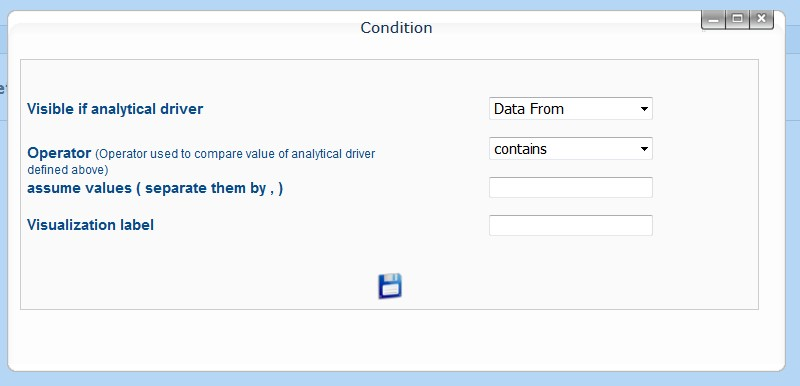 Condition
Visible if analytical driver
Data From
Operator (Operator used to compare value of analytical driver
defined above)
contains
assume values ( separate them by , )
Visualization label